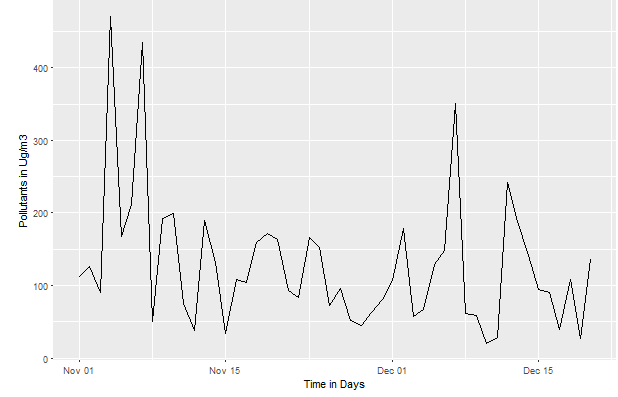 Pollutants in Ug/m3
400
300
200
100
0
Nov 01 Nov 15 Dec 01 Dec 15
Time in Days